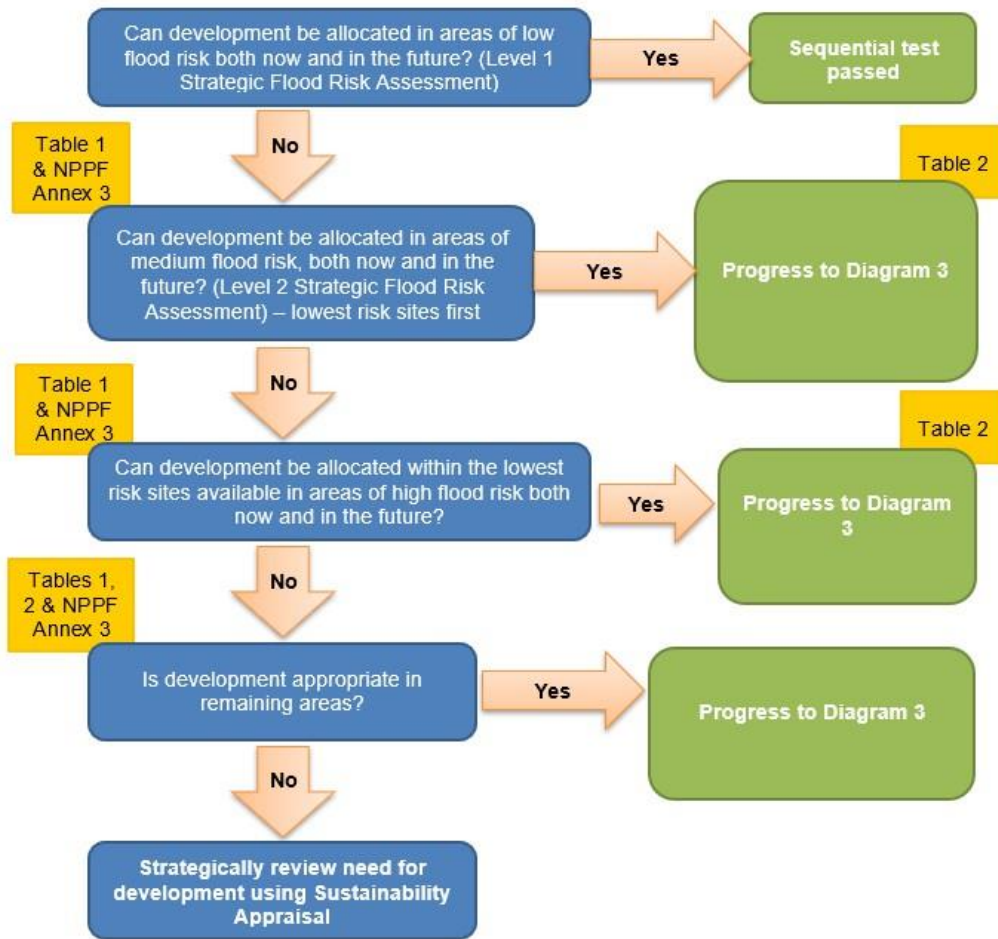 Can development be allocated in areas of low
flood risk both now and in the future? (Level 1
Strategic Flood Risk Assessment)
Yes
Sequential test
passed
No
Table 1
& NPPF
Annex 3
Table 2
Can development be allocated in areas of
medium flood risk, both now and in the
future? (Level 2 Strategic Flood Risk
Assessment) – lowest risk sites first
Yes
Progress to Diagram 3
No
Table 1
& NPPF
Annex 3
Table 2
Can development be allocated within the lowest
risk sites available in areas of high flood risk both
now and in the future?
Yes
Progress to Diagram
3
No
Tables 1,
2 & NPPF
Annex 3
Is development appropriate in
remaining areas?
Yes
Progress to Diagram 3
No
Strategically review need for
development using Sustainability
Appraisal